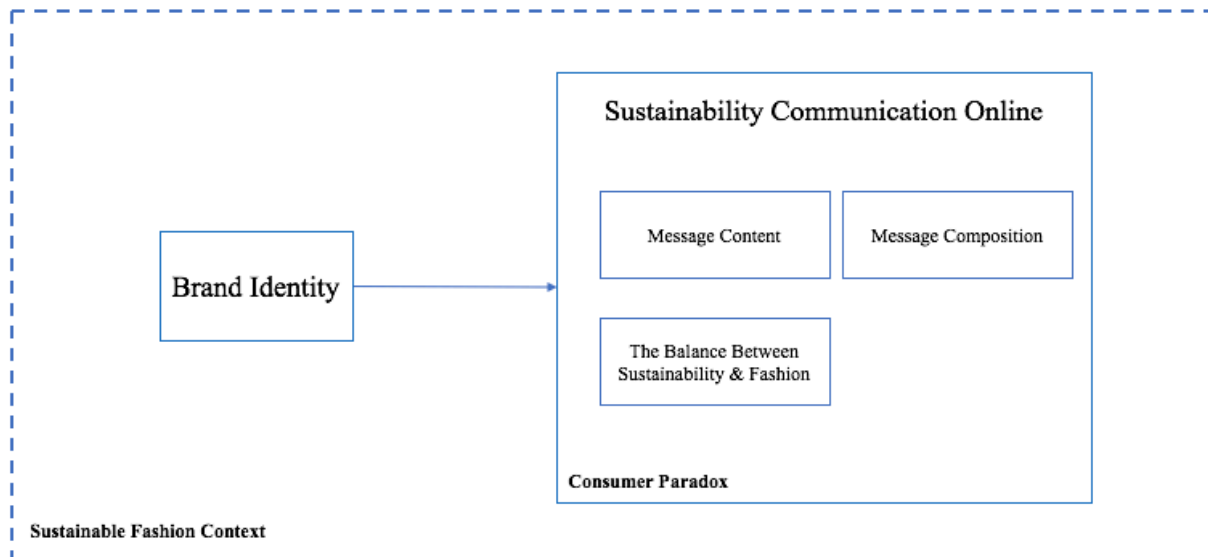 Sustainability Communication Online
Message Content
Message Composition
Brand Identity
The Balance Between
Sustainability & Fashion
Consumer Paradox
Sustainable Fashion Context